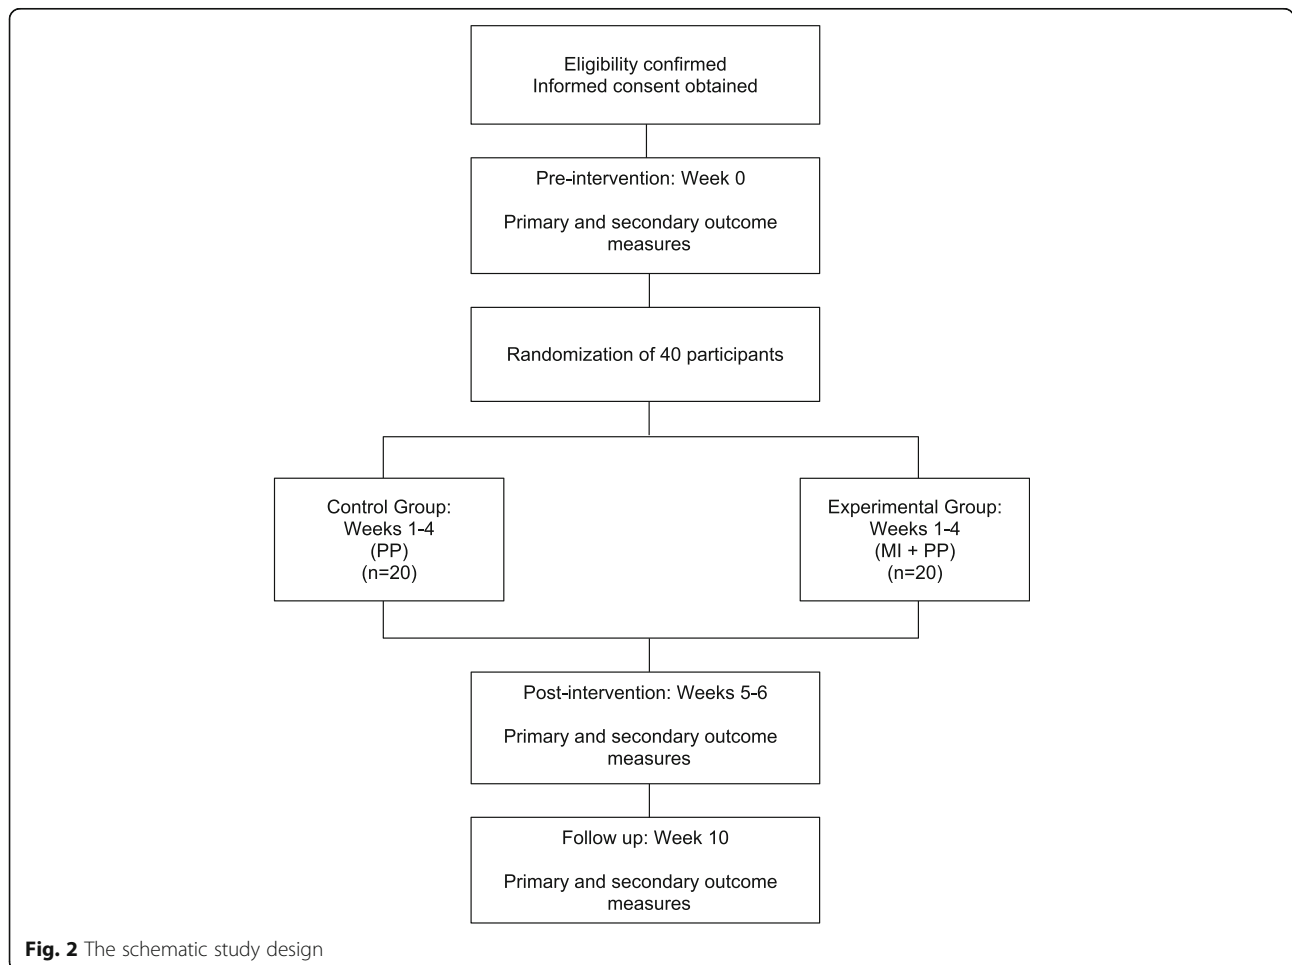 Eligibility confirmed
Informed consent obtained
Pre-intervention: Week 0
Primary and secondary outcome
measures
Randomization of 40 participants
Control Group:
Weeks 1-4
(PP)
(n=20)
Experimental Group:
Weeks 1-4
(MI + PP)
(n=20)
Post-intervention: Weeks 5-6
Primary and secondary outcome
measures
Follow up: Week 10
Primary and secondary outcome
measures
Fig. 2 The schematic study design